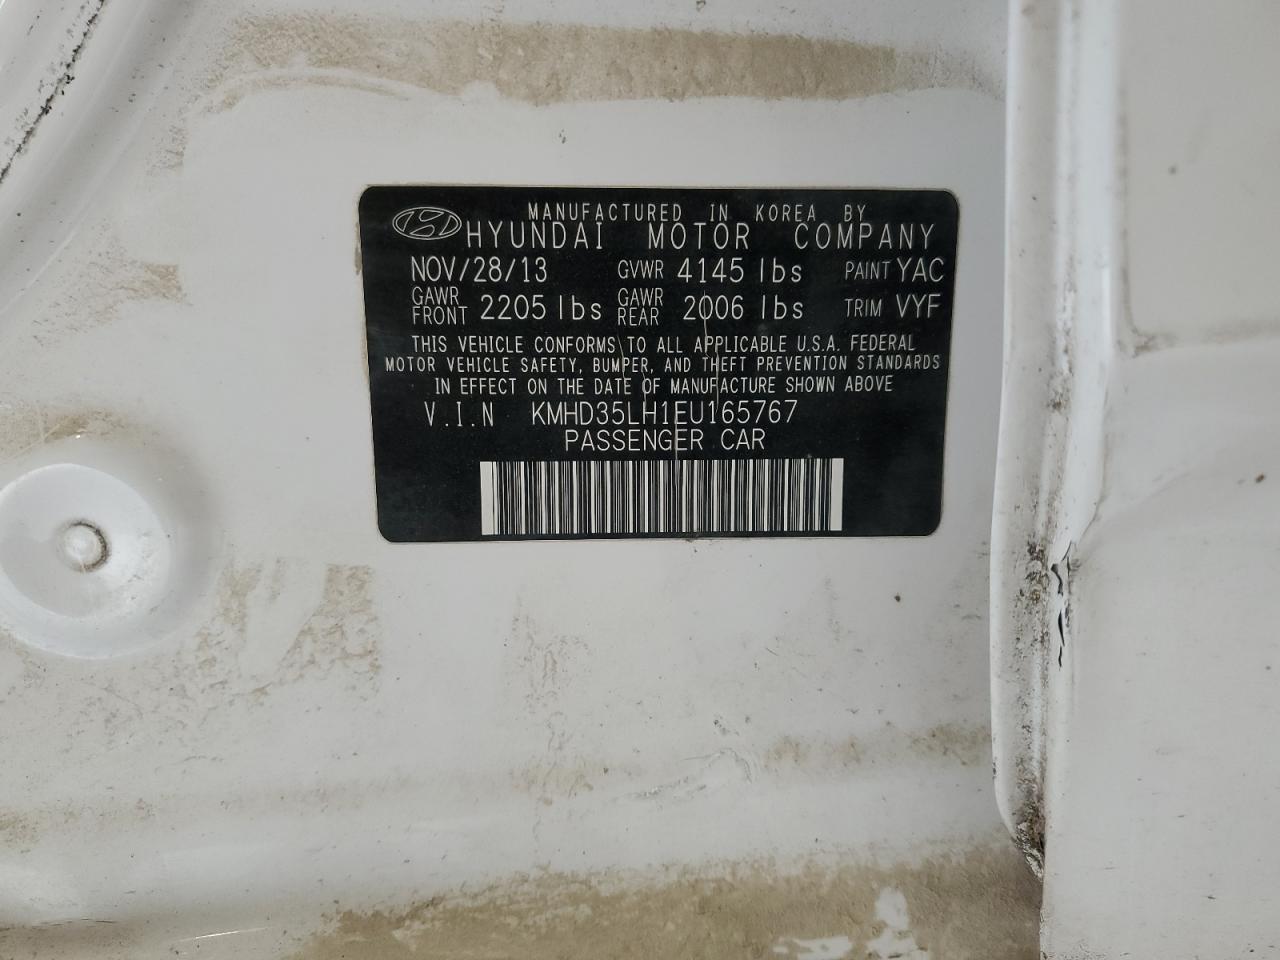 MANUFACTURED IN KOREA BY
HYUNDAI MOTOR COMPANY
NOV/28/13 GVWR 4145 lbs PAINT YAC
GAWR FRONT 2205 lbs GAWR REAR 2006 lbs TRIM VYF
THIS VEHICLE CONFORMS TO ALL APPLICABLE U.S.A. FEDERAL
MOTOR VEHICLE SAFETY, BUMPER, AND THEFT PREVENTION STANDARDS
IN EFFECT ON THE DATE OF MANUFACTURE SHOWN ABOVE
V.I.N KMHD35LH1EU165767
PASSENGER CAR